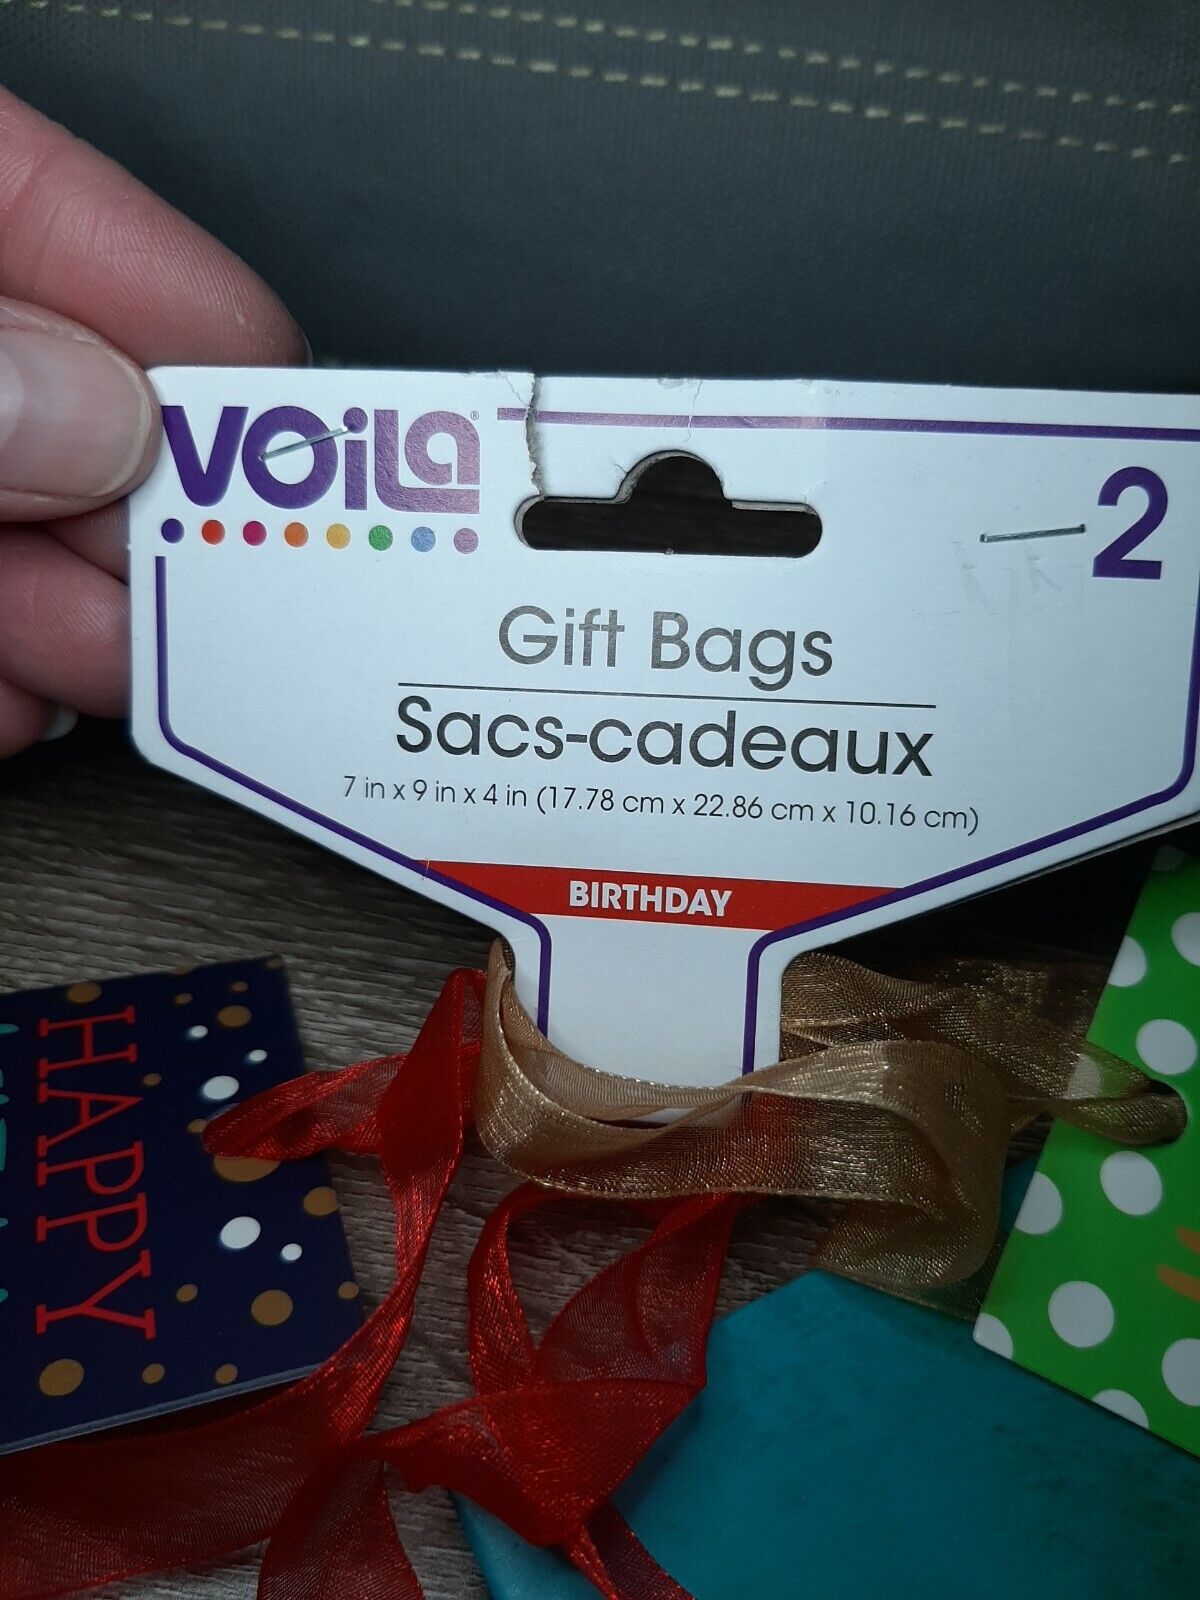 VOiLa®
2
Gift Bags
Sacs-cadeaux
7 in x 9 in x 4 in (17.78 cm x 22.86 cm x 10.16 cm)
BIRTHDAY
HAPPY